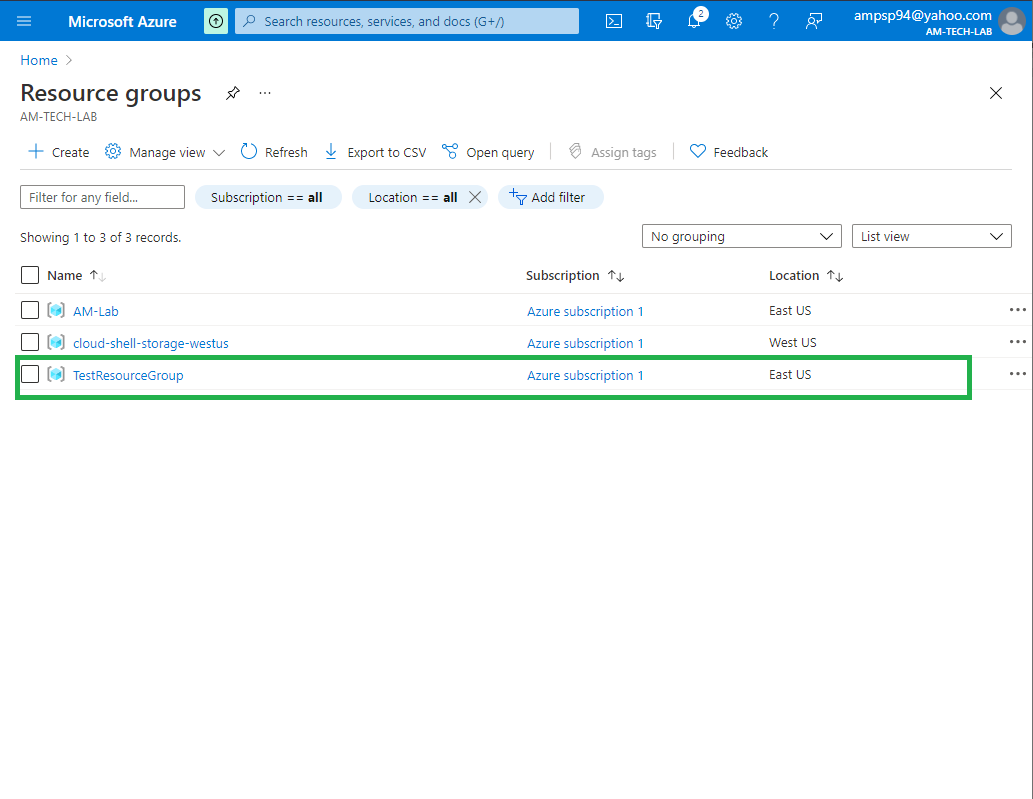 Microsoft Azure Search resources, services, and docs (G+/) 2 ampsp94@yahoo.com
AM-TECH-LAB
Home
Resource groups ...
AM-TECH-LAB
Create Manage view Refresh Export to CSV Open query Assign tags Feedback
Filter for any field... Subscription == all Location == all Add filter
Showing 1 to 3 of 3 records. No grouping List view
Name Subscription Location
AM-Lab Azure subscription 1 East US
cloud-shell-storage-westus Azure subscription 1 West US
TestResourceGroup Azure subscription 1 East US